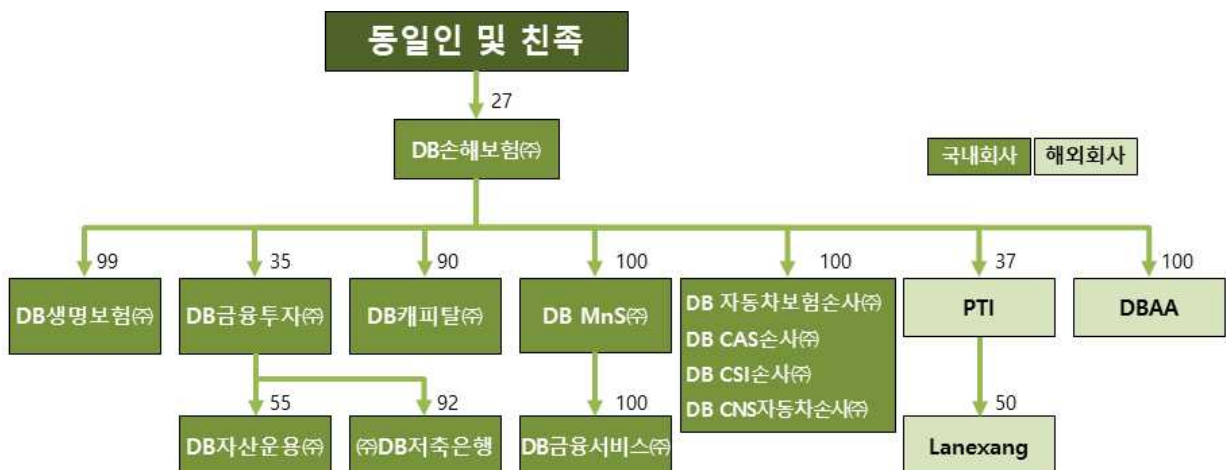 동일인 및 친족
27
DB손해보험㈜
국내회사
해외회사
99
35
90
100
100
37
100
DB생명보험㈜
DB금융투자㈜
DB캐피탈㈜
DB MnS㈜
DB 자동차보험손사㈜
DB CAS손사㈜
DB CSI손사㈜
DB CNS자동차손사㈜
PTI
DBAA
55
92
100
50
DB자산운용㈜
㈜DB저축은행
DB금융서비스㈜
Lanexang